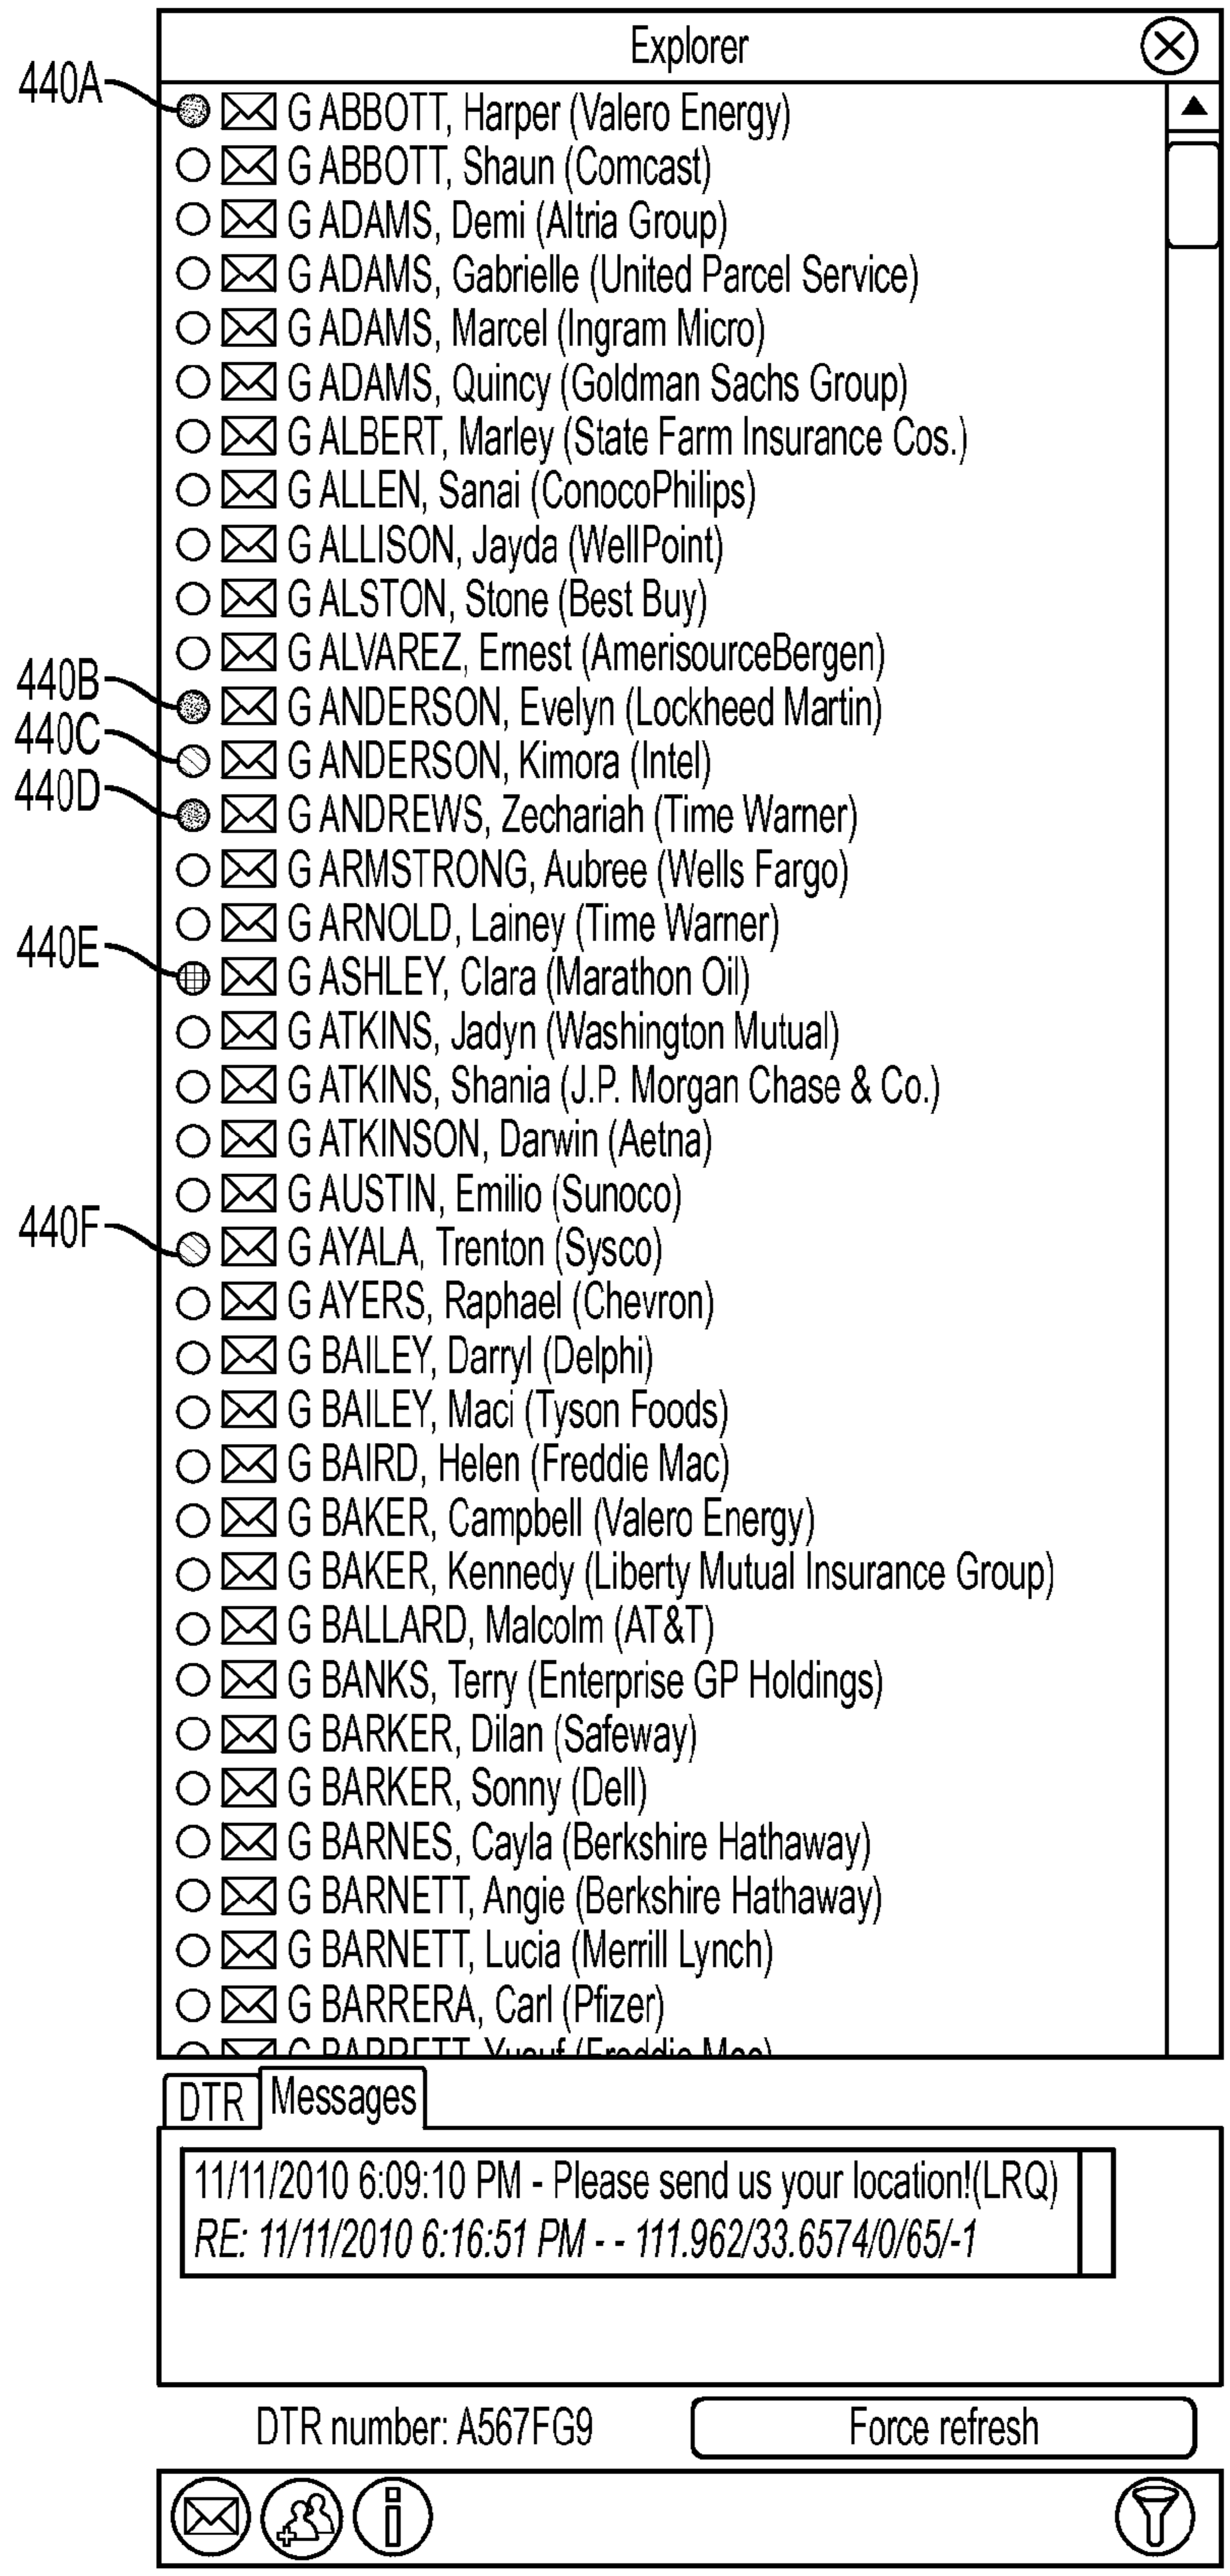 Explorer
440A
G ABBOTT, Harper (Valero Energy)
G ABBOTT, Shaun (Comcast)
G ADAMS, Demi (Altria Group)
G ADAMS, Gabrielle (United Parcel Service)
G ADAMS, Marcel (Ingram Micro)
G ADAMS, Quincy (Goldman Sachs Group)
G ALBERT, Marley (State Farm Insurance Cos.)
G ALLEN, Sanai (ConocoPhilips)
G ALLISON, Jayda (WellPoint)
G ALSTON, Stone (Best Buy)
G ALVAREZ, Ernest (AmerisourceBergen)
440B
G ANDERSON, Evelyn (Lockheed Martin)
440C
G ANDERSON, Kimora (Intel)
440D
G ANDREWS, Zechariah (Time Warner)
G ARMSTRONG, Aubree (Wells Fargo)
G ARNOLD, Lainey (Time Warner)
440E
G ASHLEY, Clara (Marathon Oil)
G ATKINS, Jadyn (Washington Mutual)
G ATKINS, Shania (J.P. Morgan Chase & Co.)
G ATKINSON, Darwin (Aetna)
G AUSTIN, Emilio (Sunoco)
440F
G AYALA, Trenton (Sysco)
G AYERS, Raphael (Chevron)
G BAILEY, Darryl (Delphi)
G BAILEY, Maci (Tyson Foods)
G BAIRD, Helen (Freddie Mac)
G BAKER, Campbell (Valero Energy)
G BAKER, Kennedy (Liberty Mutual Insurance Group)
G BALLARD, Malcolm (AT&T)
G BANKS, Terry (Enterprise GP Holdings)
G BARKER, Dilan (Safeway)
G BARKER, Sonny (Dell)
G BARNES, Cayla (Berkshire Hathaway)
G BARNETT, Angie (Berkshire Hathaway)
G BARNETT, Lucia (Merrill Lynch)
G BARRERA, Carl (Pfizer)
G BARRETT, Yusuf (Freddie Mac)
DTR
Messages
11/11/2010 6:09:10 PM - Please send us your location!(LRQ)
RE: 11/11/2010 6:16:51 PM - - 111.962/33.6574/0/65/-1
DTR number: A567FG9
Force refresh